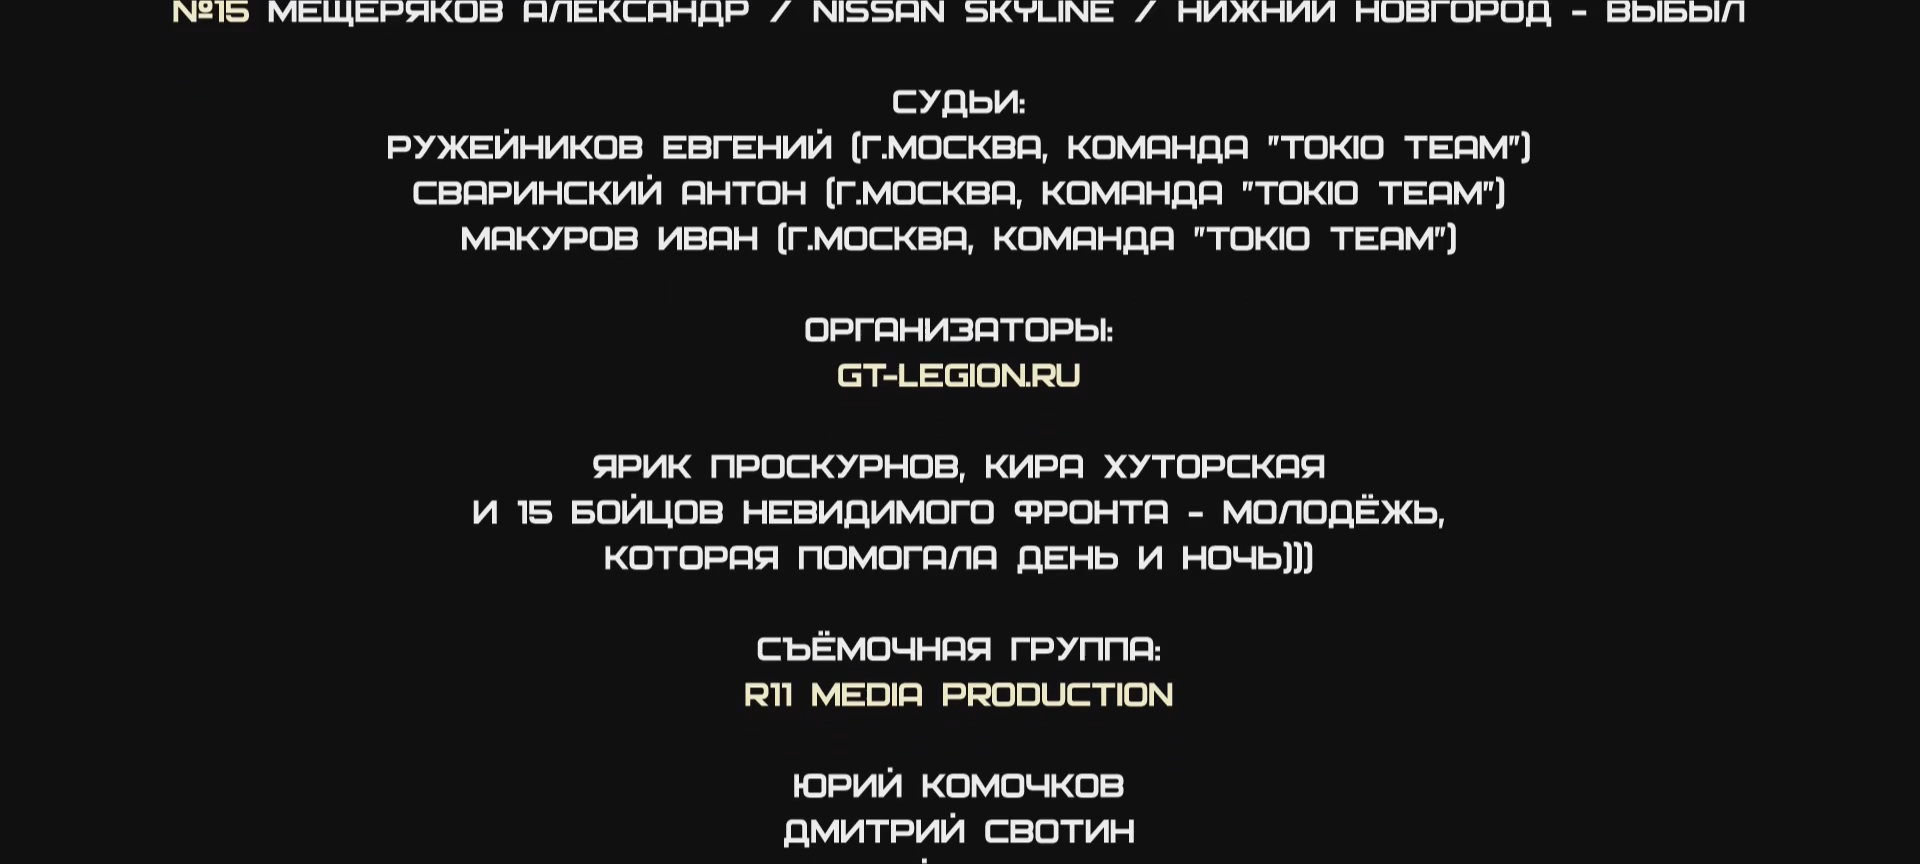 №15 МЕЩЕРЯКОВ АЛЕКСАНДР / NISSAN SKYLINE / НИЖНИЙ НОВГОРОД - ВЫБЫЛ
СУДЬИ:
РУЖЕЙНИКОВ ЕВГЕНИЙ (Г.МОСКВА, КОМАНДА "TOKIO TEAM")
СВАРИНСКИЙ АНТОН (Г.МОСКВА, КОМАНДА "TOKIO TEAM")
МАКУРОВ ИВАН (Г.МОСКВА, КОМАНДА "TOKIO TEAM")
ОРГАНИЗАТОРЫ:
GT-LEGION.RU
ЯРИК ПРОСКУРНОВ, КИРА ХУТОРСКАЯ
И 15 БОЙЦОВ НЕВИДИМОГО ФРОНТА - МОЛОДЁЖЬ,
КОТОРАЯ ПОМОГАЛА ДЕНЬ И НОЧЬ)))
СЪЁМОЧНАЯ ГРУППА:
R11 MEDIA PRODUCTION
ЮРИЙ КОМОЧКОВ
ДМИТРИЙ СВОТИН